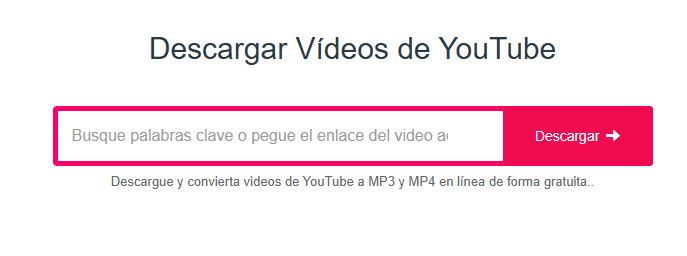 Descargar Vídeos de YouTube
Busque palabras clave o pegue el enlace del video
Descargar
Descargue y convierta videos de YouTube a MP3 y MP4 en línea de forma gratuita..